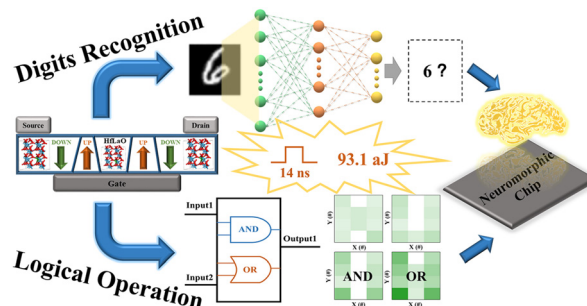 Digits Recognition
6 ?
Source
Drain
DOWN
UP
HfLaO
UP
DOWN
Gate
14 ns
93.1 aJ
Neuromorphic
Chip
Logical Operation
Input1
AND
Output1
OR
Input2
Y (#)
Y (#)
X (#)
X (#)
Y (#)
AND
Y (#)
OR
X (#)
X (#)